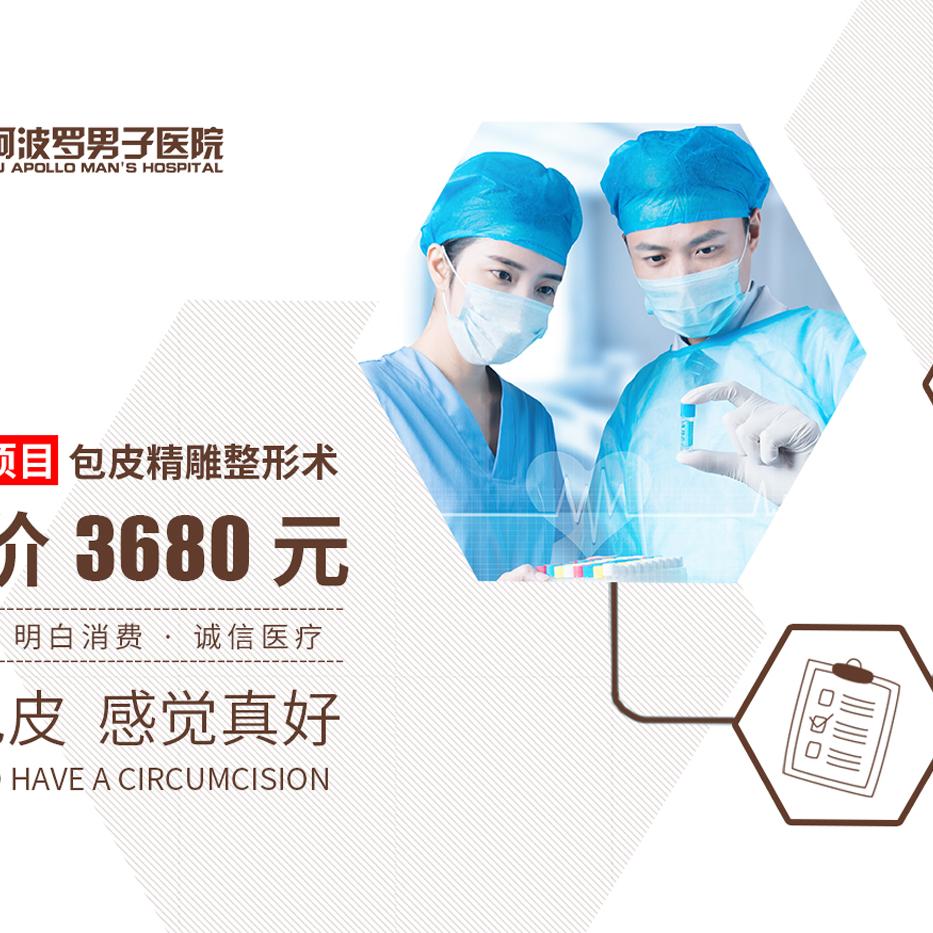 阿波罗男子医院
U APOLLO MAN'S HOSPITAL
项目 包皮精雕整形术
价 3680 元
明白消费 · 诚信医疗
皮 感觉真好
HAVE A CIRCUMCISION